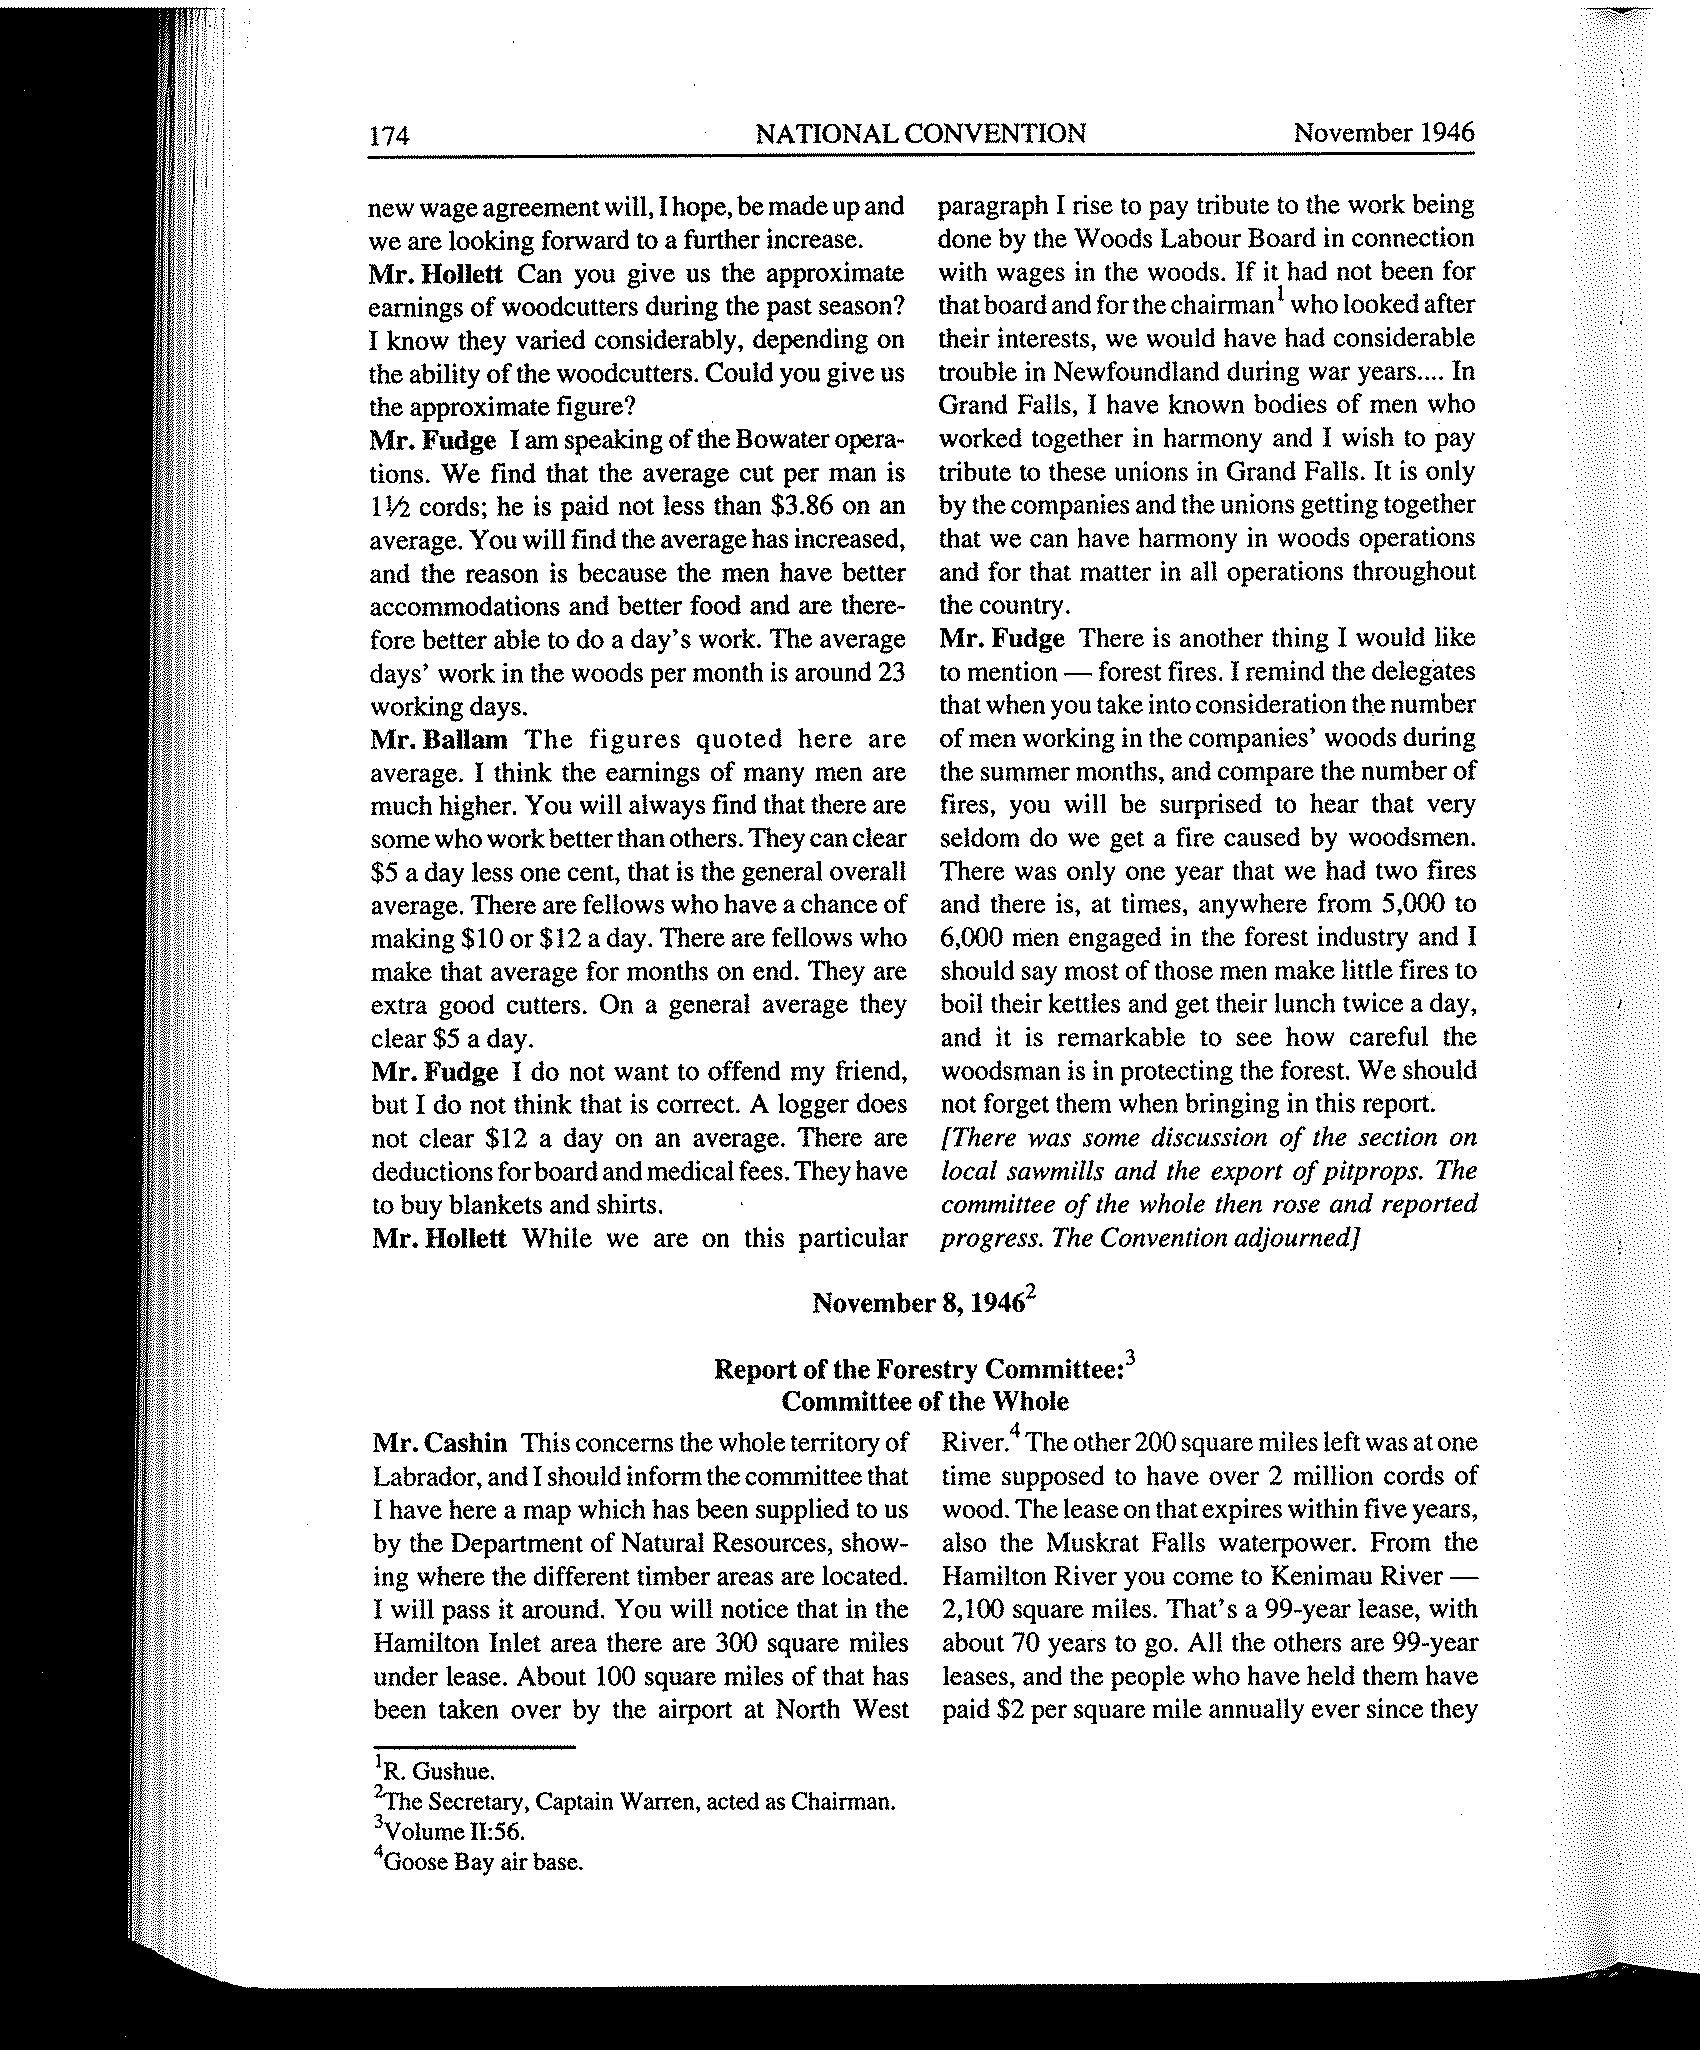 174 NATIONAL CONVENTION November 1946
new wage agreement will, I hope, be made up and
we are looking forward to a further increase.
Mr. Hollett Can you give us the approximate
earnings of woodcutters during the past season?
I know they varied considerably, depending on
the ability of the woodcutters. Could you give us
the approximate figure?
Mr. Fudge I am speaking of the Bowater opera-
tions. We find that the average cut per man is
1½ cords; he is paid not less than $3.86 on an
average. You will find the average has increased,
and the reason is because the men have better
accommodations and better food and are there-
fore better able to do a day's work. The average
days' work in the woods per month is around 23
working days.
Mr. Ballam The figures quoted here are
average. I think the earnings of many men are
much higher. You will always find that there are
some who work better than others. They can clear
$5 a day less one cent, that is the general overall
average. There are fellows who have a chance of
making $10 or $12 a day. There are fellows who
make that average for months on end. They are
extra good cutters. On a general average they
clear $5 a day.
Mr. Fudge I do not want to offend my friend,
but I do not think that is correct. A logger does
not clear $12 a day on an average. There are
deductions for board and medical fees. They have
to buy blankets and shirts.
Mr. Hollett While we are on this particular
paragraph I rise to pay tribute to the work being
done by the Woods Labour Board in connection
with wages in the woods. If it had not been for
that board and for the chairman¹ who looked after
their interests, we would have had considerable
trouble in Newfoundland during war years.... In
Grand Falls, I have known bodies of men who
worked together in harmony and I wish to pay
tribute to these unions in Grand Falls. It is only
by the companies and the unions getting together
that we can have harmony in woods operations
and for that matter in all operations throughout
the country.
Mr. Fudge There is another thing I would like
to mention — forest fires. I remind the delegates
that when you take into consideration the number
of men working in the companies' woods during
the summer months, and compare the number of
fires, you will be surprised to hear that very
seldom do we get a fire caused by woodsmen.
There was only one year that we had two fires
and there is, at times, anywhere from 5,000 to
6,000 men engaged in the forest industry and I
should say most of those men make little fires to
boil their kettles and get their lunch twice a day,
and it is remarkable to see how careful the
woodsman is in protecting the forest. We should
not forget them when bringing in this report.
[There was some discussion of the section on
local sawmills and the export of pitprops. The
committee of the whole then rose and reported
progress. The Convention adjourned]
November 8, 1946²
Report of the Forestry Committee:³
Committee of the Whole
Mr. Cashin This concerns the whole territory of
Labrador, and I should inform the committee that
I have here a map which has been supplied to us
by the Department of Natural Resources, show-
ing where the different timber areas are located.
I will pass it around. You will notice that in the
Hamilton Inlet area there are 300 square miles
under lease. About 100 square miles of that has
been taken over by the airport at North West
River.⁴ The other 200 square miles left was at one
time supposed to have over 2 million cords of
wood. The lease on that expires within five years,
also the Muskrat Falls waterpower. From the
Hamilton River you come to Kenimau River —
2,100 square miles. That's a 99-year lease, with
about 70 years to go. All the others are 99-year
leases, and the people who have held them have
paid $2 per square mile annually ever since they
¹R. Gushue.
²The Secretary, Captain Warren, acted as Chairman.
³Volume II:56.
⁴Goose Bay air base.